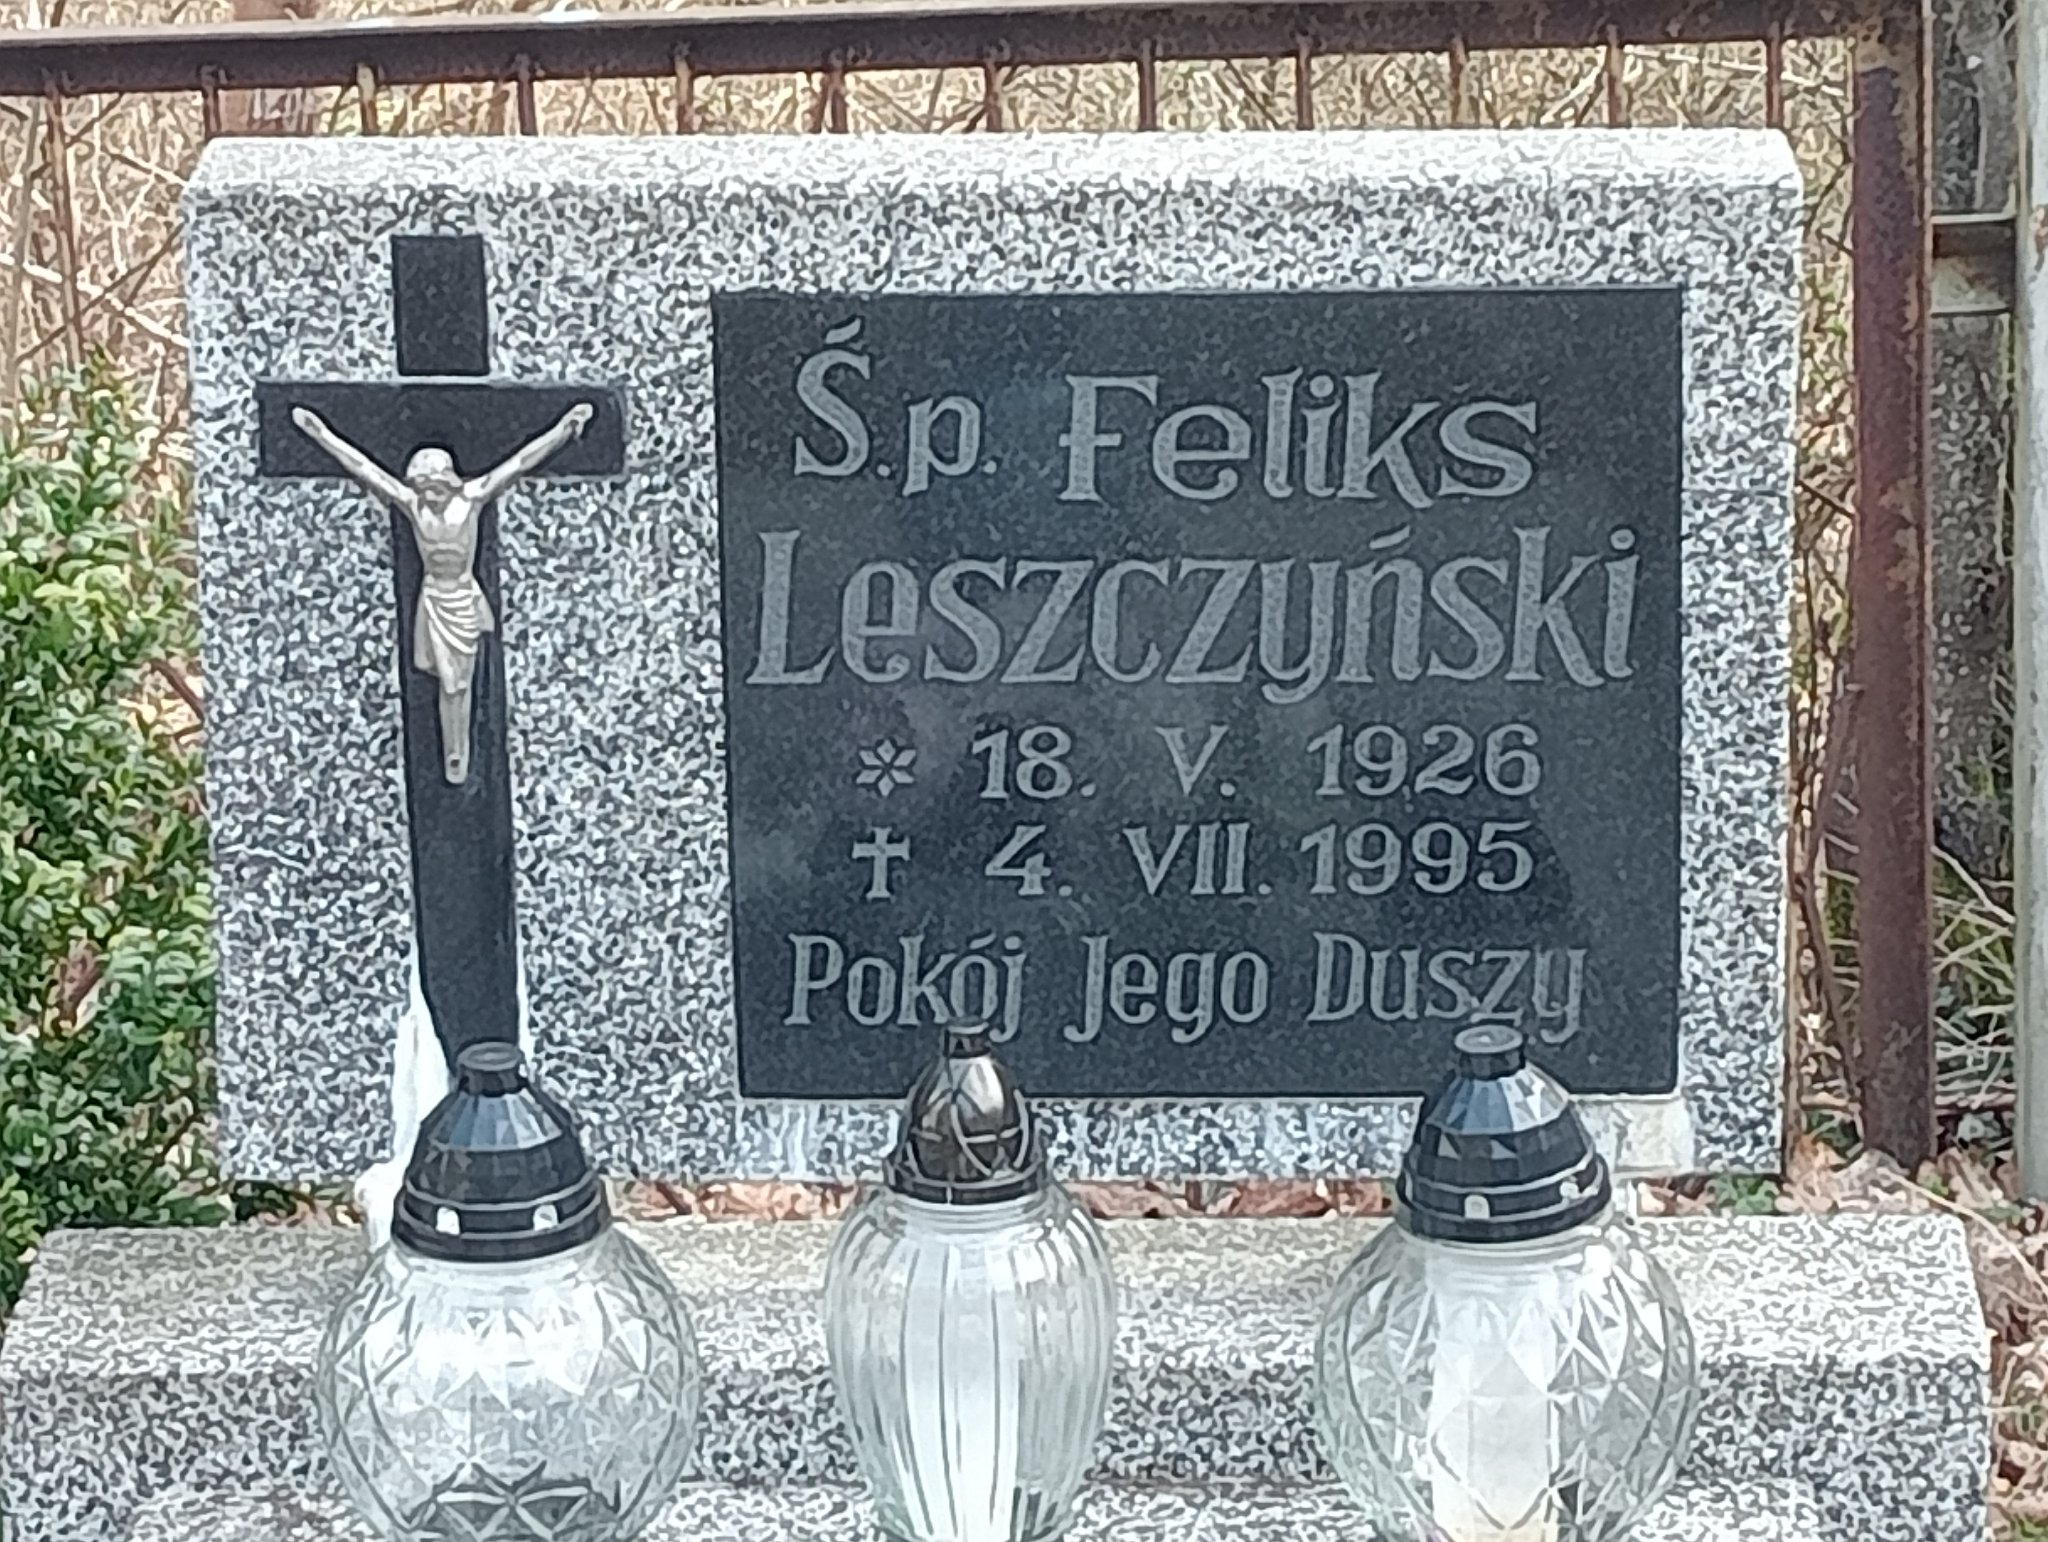 Ś.p. Feliks
Leszczyński
* 18. V. 1926
✝ 4. VII. 1995
Pokój Jego Duszy